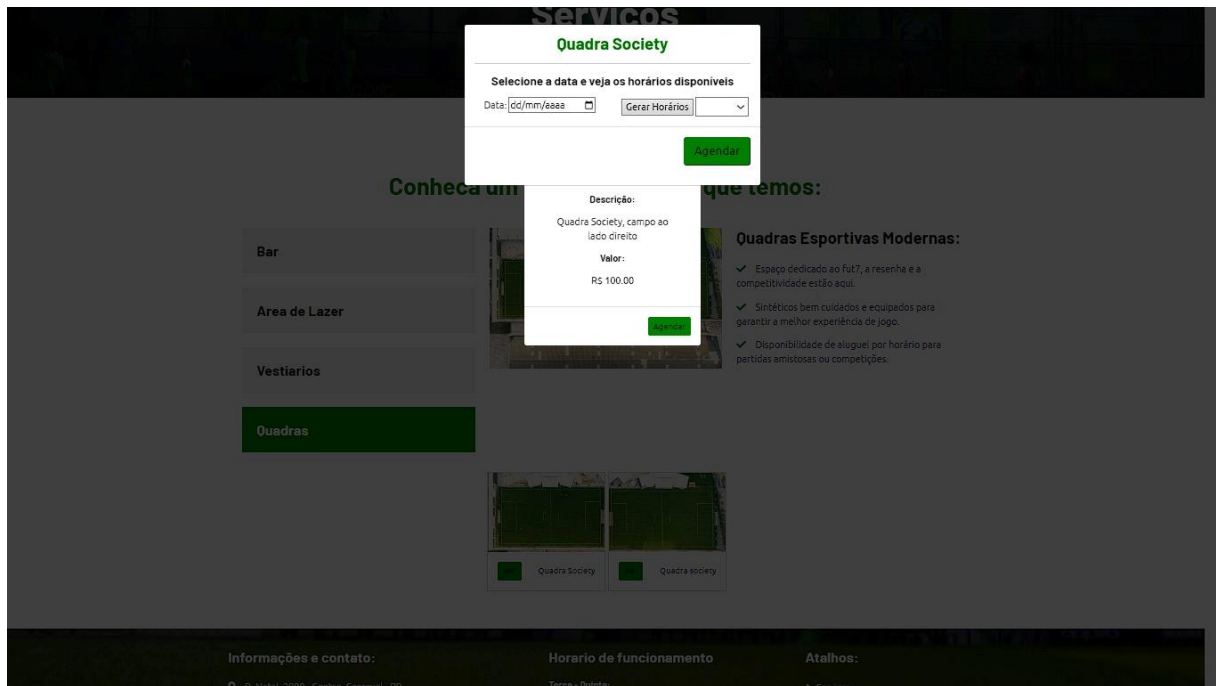 Serviços
Quadra Society
Selecione a data e veja os horários disponíveis
Data: dd/mm/aaaa
Gerar Horários
Agendar
Conheca um
que temos:
Descrição:
Quadra Society, campo ao
lado direito
Valor:
R$ 100.00
Agendar
Bar
Area de Lazer
Vestiarios
Quadras
Quadras Esportivas Modernas:
Espaço dedicado ao fut7, a resenha e a
competitividade estão aqui.
Sintéticos bem cuidados e equipados para
garantir a melhor experiência de jogo.
Disponibilidade de aluguel por horário para
partidas amistosas ou competições.
Quadra Society
Quadra society
Informações e contato:
Horario de funcionamento
Terça - Quinta:
Atalhos: